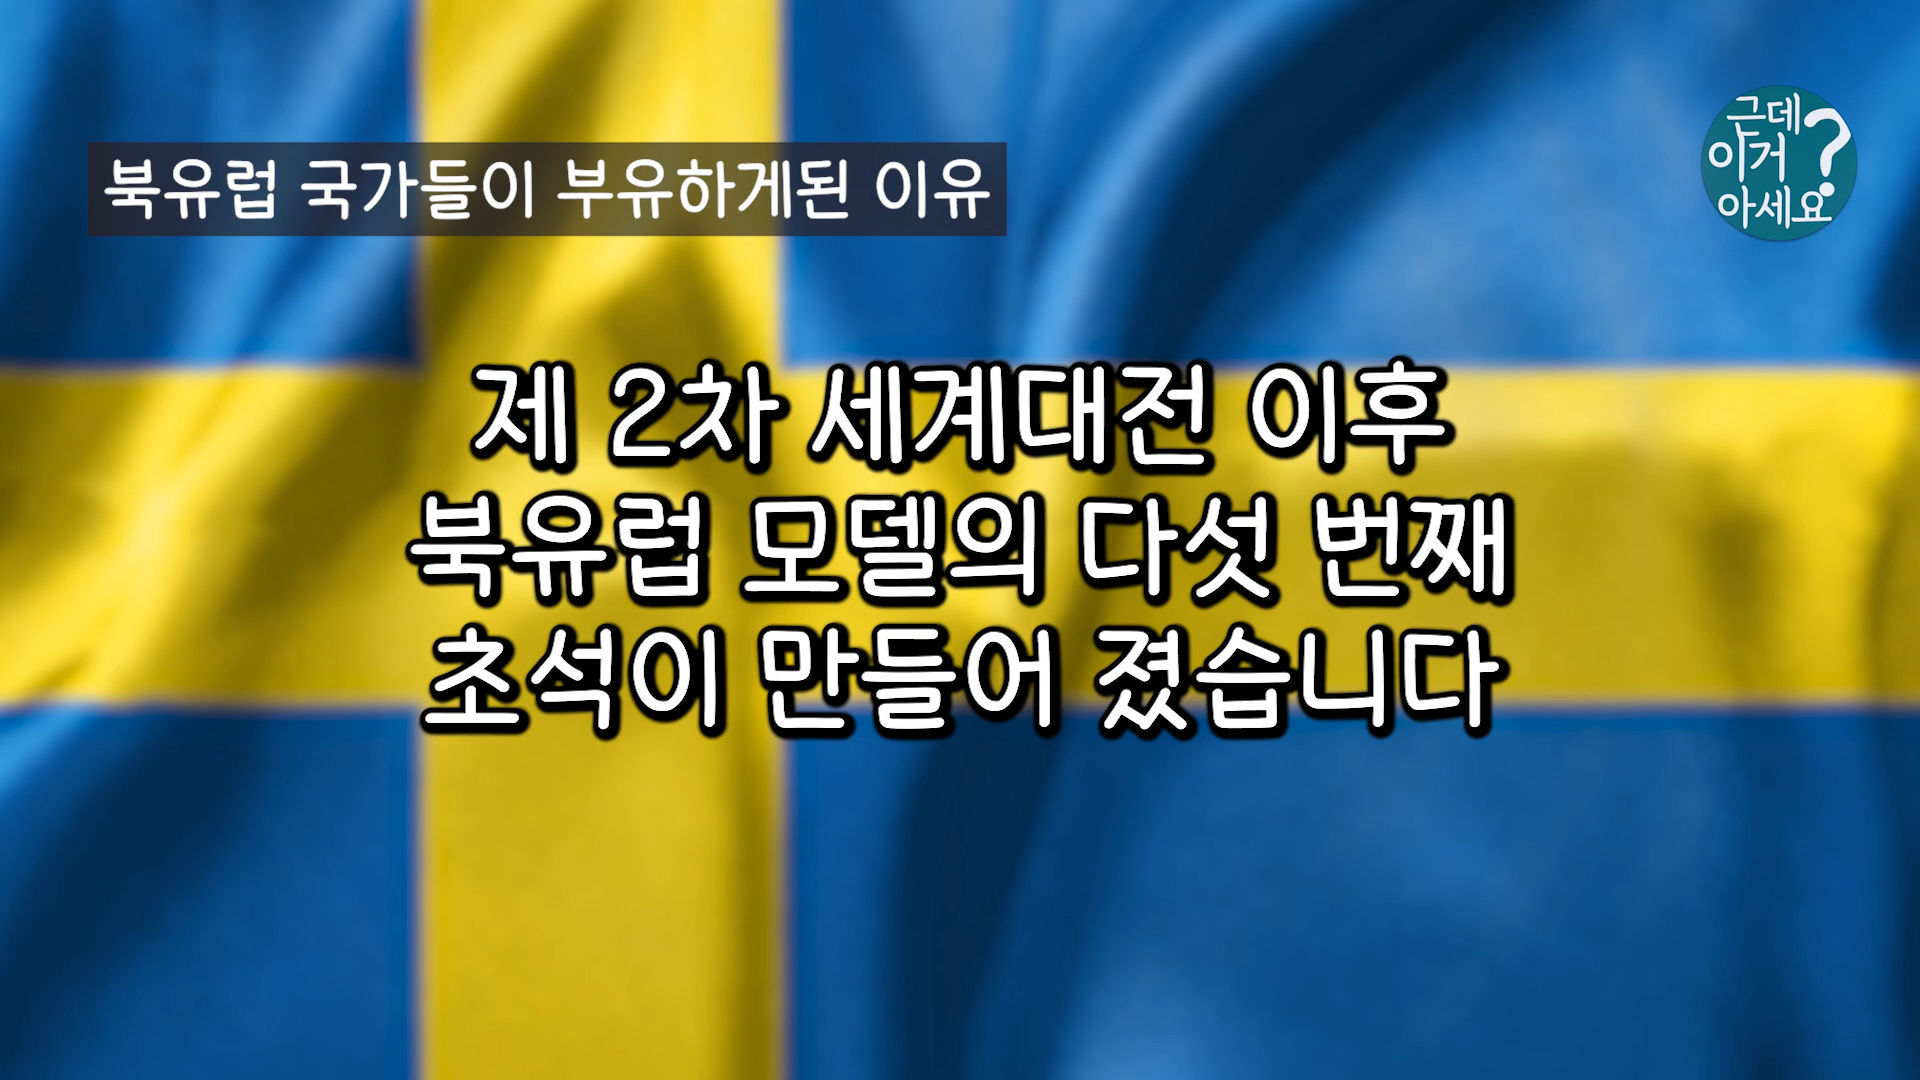 북유럽 국가들이 부유하게된 이유
근데
이거?
아세요
제 2차 세계대전 이후
북유럽 모델의 다섯 번째
초석이 만들어 졌습니다